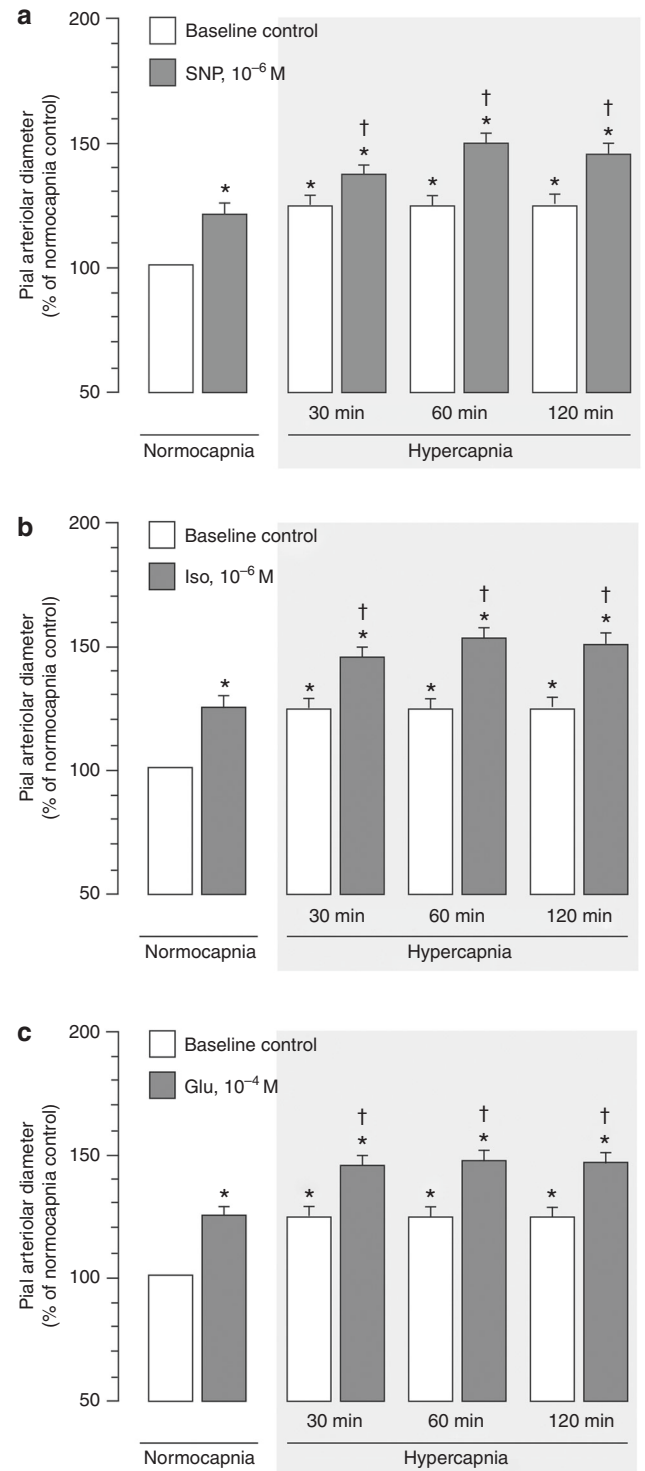 a
200
150
100
50
Pial arteriolar diameter
(% of normocapnia control)
Baseline control
SNP, 10⁻⁶ M
*
*
†
*
*
†
*
*
†
*
30 min
60 min
120 min
Normocapnia
Hypercapnia
b
200
150
100
50
Pial arteriolar diameter
(% of normocapnia control)
Baseline control
Iso, 10⁻⁶ M
*
*
†
*
*
†
*
*
†
*
30 min
60 min
120 min
Normocapnia
Hypercapnia
c
200
150
100
50
Pial arteriolar diameter
(% of normocapnia control)
Baseline control
Glu, 10⁻⁴ M
*
*
†
*
*
†
*
*
†
*
30 min
60 min
120 min
Normocapnia
Hypercapnia